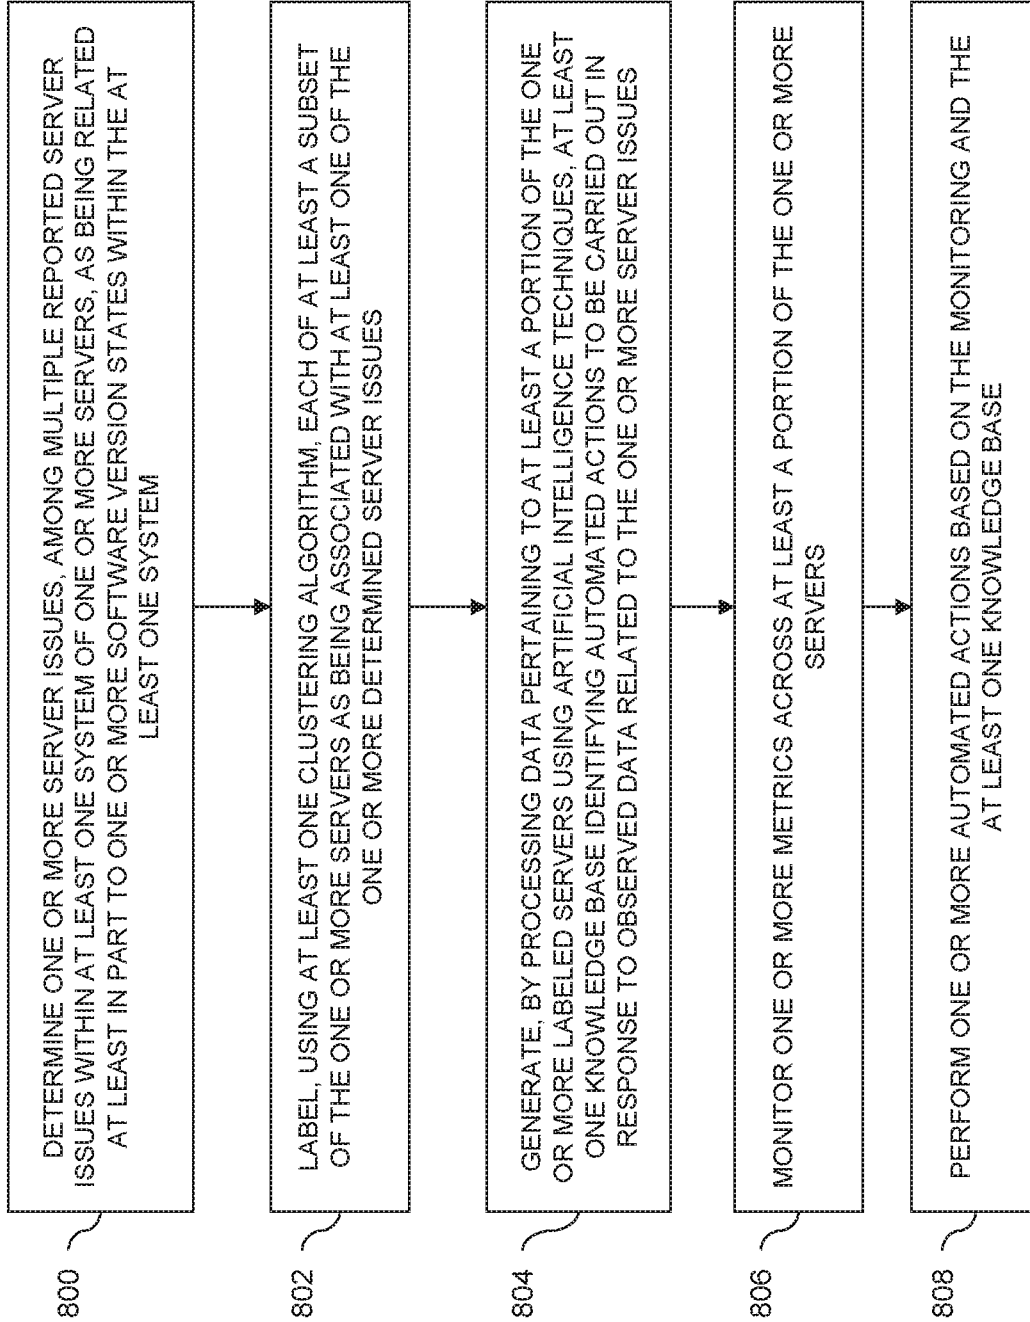 DETERMINE ONE OR MORE SERVER ISSUES, AMONG MULTIPLE REPORTED SERVER
ISSUES WITHIN AT LEAST ONE SYSTEM OF ONE OR MORE SERVERS, AS BEING RELATED
AT LEAST IN PART TO ONE OR MORE SOFTWARE VERSION STATES WITHIN THE AT
LEAST ONE SYSTEM
800
LABEL, USING AT LEAST ONE CLUSTERING ALGORITHM, EACH OF AT LEAST A SUBSET
OF THE ONE OR MORE SERVERS AS BEING ASSOCIATED WITH AT LEAST ONE OF THE
ONE OR MORE DETERMINED SERVER ISSUES
802
GENERATE, BY PROCESSING DATA PERTAINING TO AT LEAST A PORTION OF THE ONE
OR MORE LABELED SERVERS USING ARTIFICIAL INTELLIGENCE TECHNIQUES, AT LEAST
ONE KNOWLEDGE BASE IDENTIFYING AUTOMATED ACTIONS TO BE CARRIED OUT IN
RESPONSE TO OBSERVED DATA RELATED TO THE ONE OR MORE SERVER ISSUES
804
MONITOR ONE OR MORE METRICS ACROSS AT LEAST A PORTION OF THE ONE OR MORE
SERVERS
806
PERFORM ONE OR MORE AUTOMATED ACTIONS BASED ON THE MONITORING AND MTHE
AT LEAST ONE KNOWLEDGE BASE
808